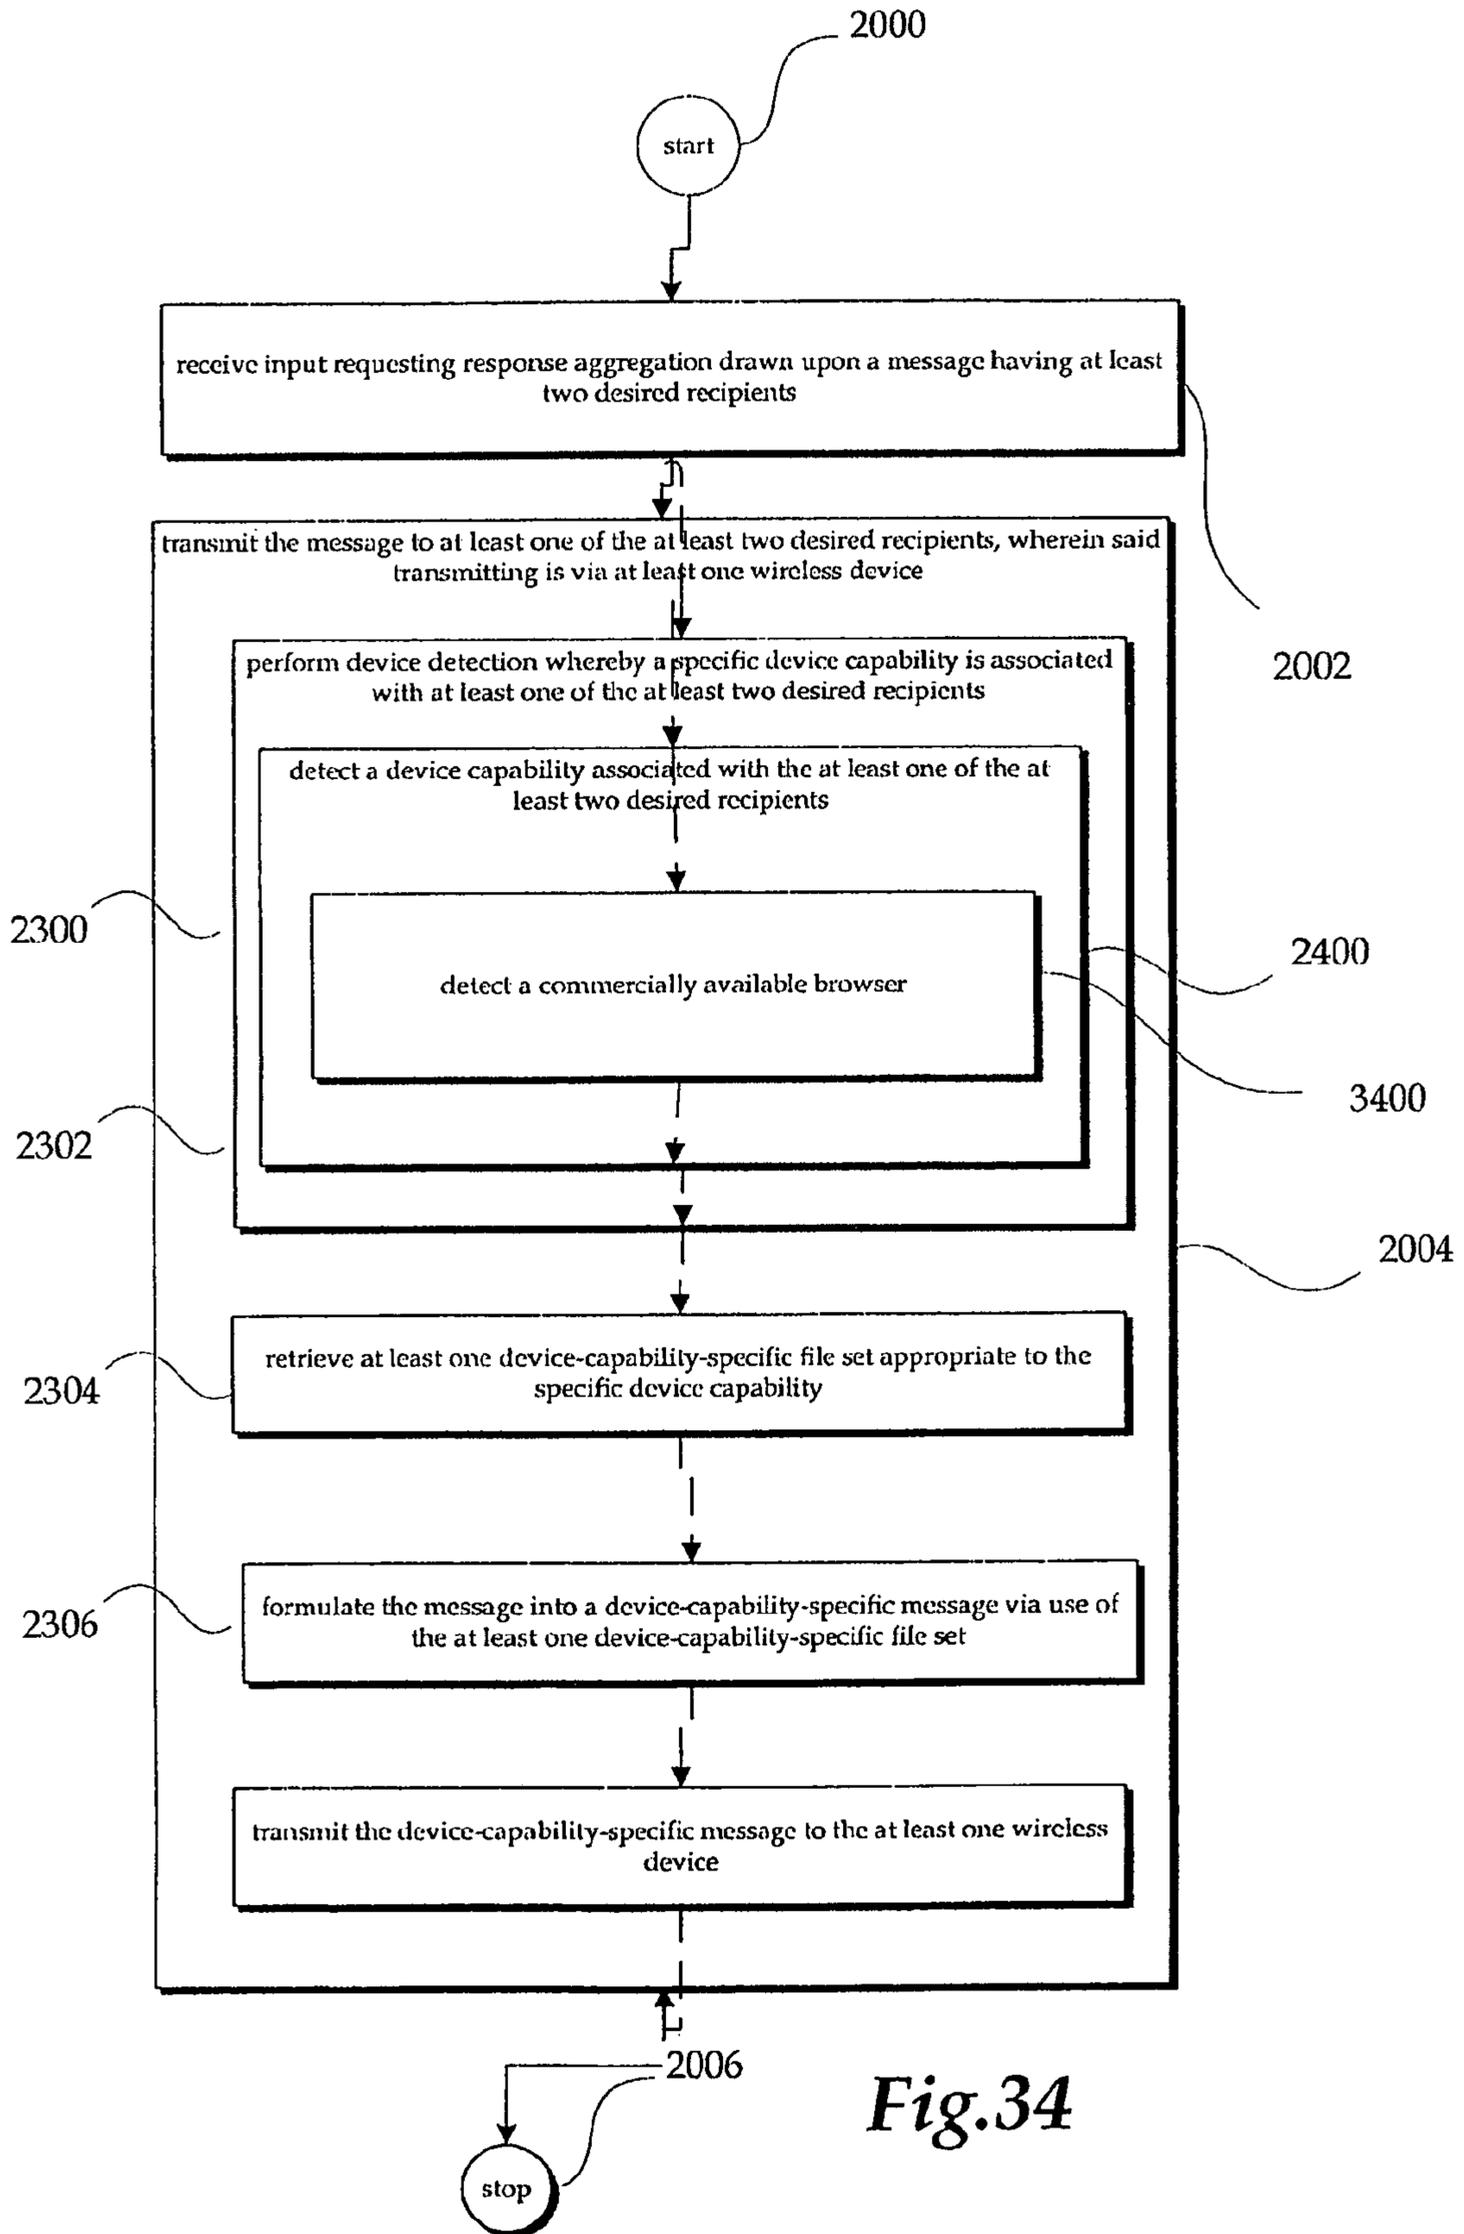 2000
start
receive input requesting response aggregation drawn upon a message having at least
two desired recipients
transmit the message to at least one of the at least two desired recipients, wherein said
transmitting is via at least one wireless device
2002
perform device detection whereby a specific device capability is associated
with at least one of the at least two desired recipients
detect a device capability associated with the at least one of the at
least two desired recipients
2300
2400
detect a commercially available browser
3400
2302
2004
retrieve at least one device-capability-specific file set appropriate to the
specific device capability
2304
formulate the message into a device-capability-specific message via use of
the at least one device-capability-specific file set
2306
transmit the device-capability-specific message to the at least one wireless
device
2006
Fig.34
stop